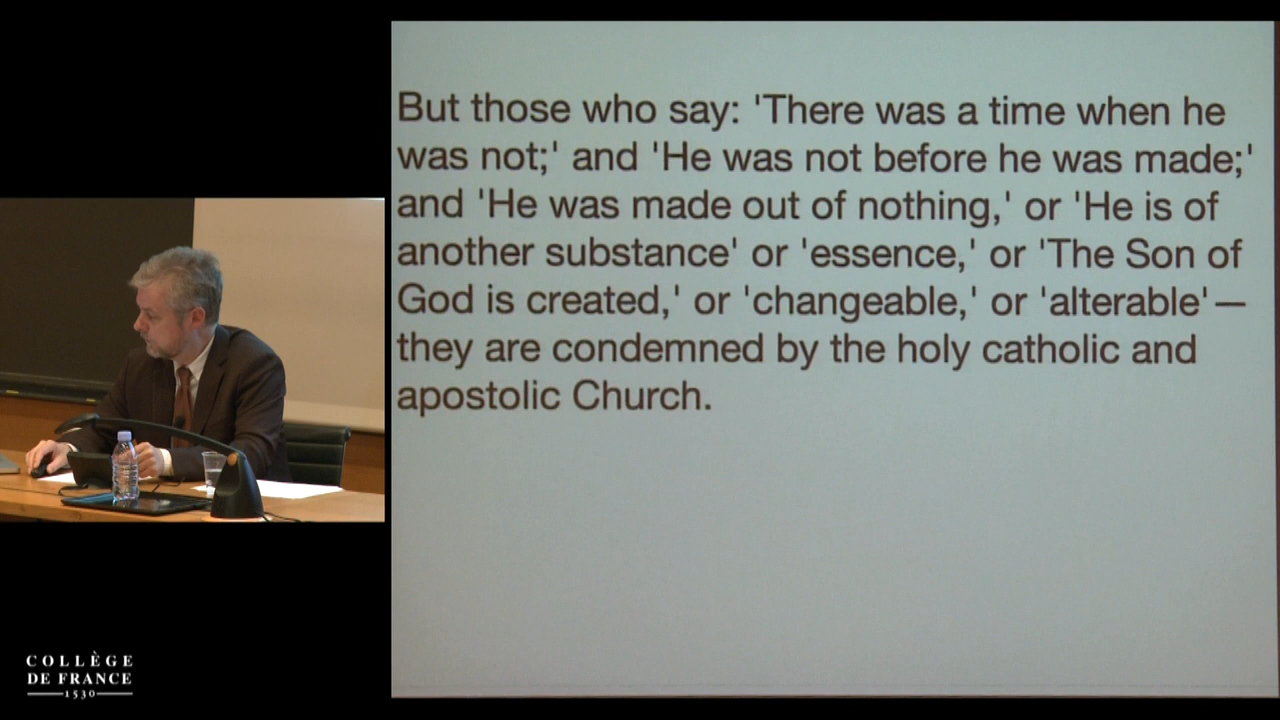 But those who say: 'There was a time when he
was not;' and 'He was not before he was made;'
and 'He was made out of nothing,' or 'He is of
another substance' or 'essence,' or 'The Son of
God is created,' or 'changeable,' or 'alterable'—
they are condemned by the holy catholic and
apostolic Church.
COLLÈGE
DE FRANCE
1530